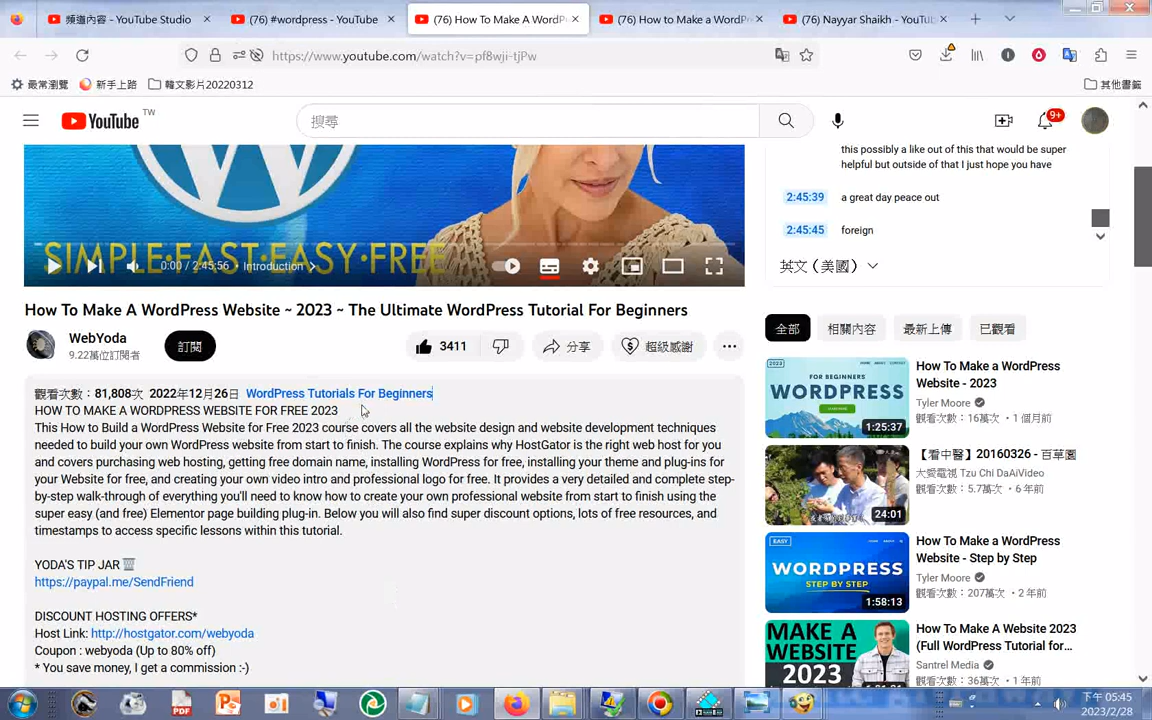 頻道內容 - YouTube Studio
(76) #wordpress - YouTube
(76) How To Make A WordP
(76) How to Make a WordPre
(76) Nayyar Shaikh - YouTube
https://www.youtube.com/watch?v=pf8wji-tjPw
最常瀏覽
新手上路
韓文影片20220312
其他書籤
YouTube
TW
搜尋
9+
this possibly a like out of this that would be super
helpful but outside of that I just hope you have
2:45:39 a great day peace out
2:45:45 foreign
英文（美國）
SIMPLE•FAST•EASY•FREE
0:00 / 2:45:56 • Introduction
How To Make A WordPress Website ~ 2023 ~ The Ultimate WordPress Tutorial For Beginners
WebYoda
9.22萬位訂閱者
訂閱
3411
分享
超級感謝
觀看次數：81,808次 2022年12月26日 WordPress Tutorials For Beginners
HOW TO MAKE A WORDPRESS WEBSITE FOR FREE 2023
This How to Build a WordPress Website for Free 2023 course covers all the website design and website development techniques
needed to build your own WordPress website from start to finish. The course explains why HostGator is the right web host for you
and covers purchasing web hosting, getting free domain name, installing WordPress for free, installing your theme and plug-ins for
your Website for free, and creating your own video intro and professional logo for free. It provides a very detailed and complete step-
by-step walk-through of everything you'll need to know how to create your own professional website from start to finish using the
super easy (and free) Elementor page building plug-in. Below you will also find super discount options, lots of free resources, and
timestamps to access specific lessons within this tutorial.
YODA'S TIP JAR
https://paypal.me/SendFriend
DISCOUNT HOSTING OFFERS*
Host Link: http://hostgator.com/webyoda
Coupon : webyoda (Up to 80% off)
* You save money, I get a commission :-)
全部
相關內容
最新上傳
已觀看
2023
FOR BEGINNERS
WORDPRESS
1:25:37
How To Make a WordPress
Website - 2023
Tyler Moore
觀看次數：16萬次 ・1 個月前
24:01
【看中醫】20160326 - 百草園
大愛電視 Tzu Chi DaAiVideo
觀看次數：5.7萬次 ・6 年前
EASY
WORDPRESS
STEP BY STEP
1:58:13
How To Make a WordPress
Website - Step by Step
Tyler Moore
觀看次數：207萬次 ・2 年前
MAKE A
WEBSITE
2023
How To Make A Website 2023
(Full WordPress Tutorial for...
Santrel Media
觀看次數：36萬次 ・1 年前
PDF
下午 05:45
2023/2/28